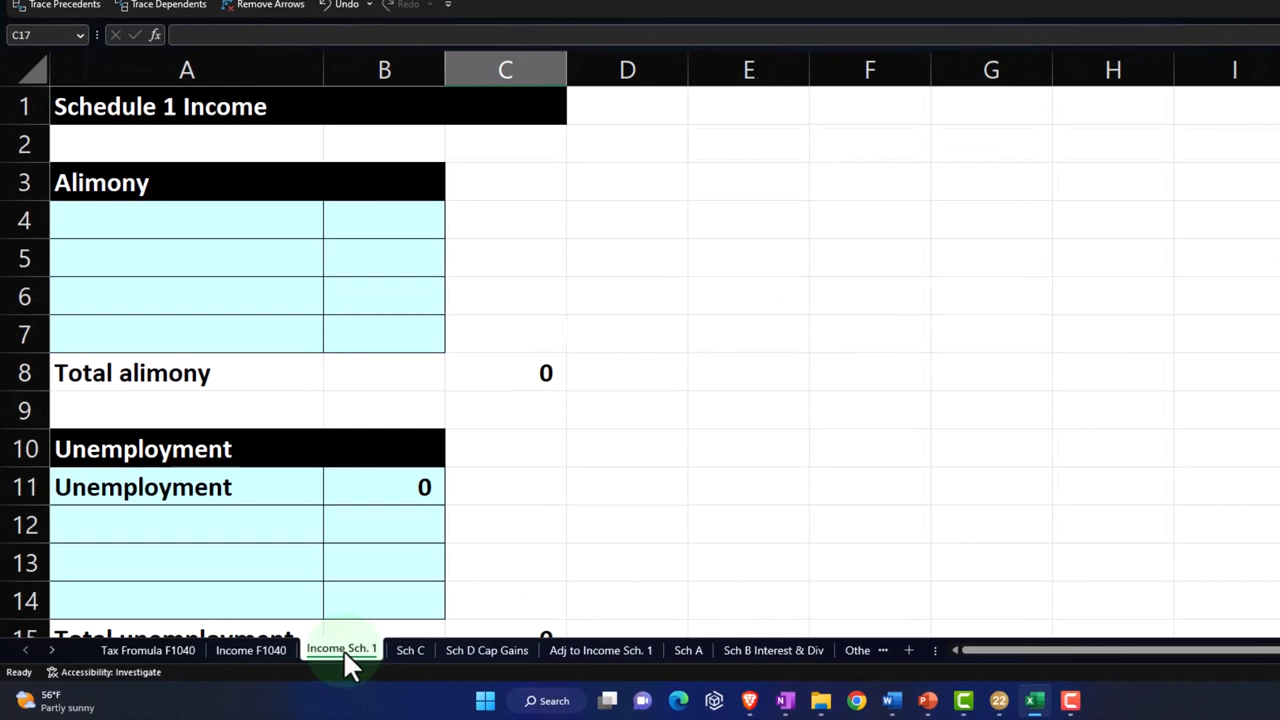 Trace Precedents Trace Dependents Remove Arrows Undo Redo
C17 fx
A B C D E F G H I
1 Schedule 1 Income
2
3 Alimony
4
5
6
7
8 Total alimony 0
9
10 Unemployment
11 Unemployment 0
12
13
14
15 Total unemployment 0
Tax Fromula F1040 Income F1040 Income Sch. 1 Sch C Sch D Cap Gains Adj to Income Sch. 1 Sch A Sch B Interest & Div Othe
Ready Accessibility: Investigate
56°F
Partly sunny
Search
22